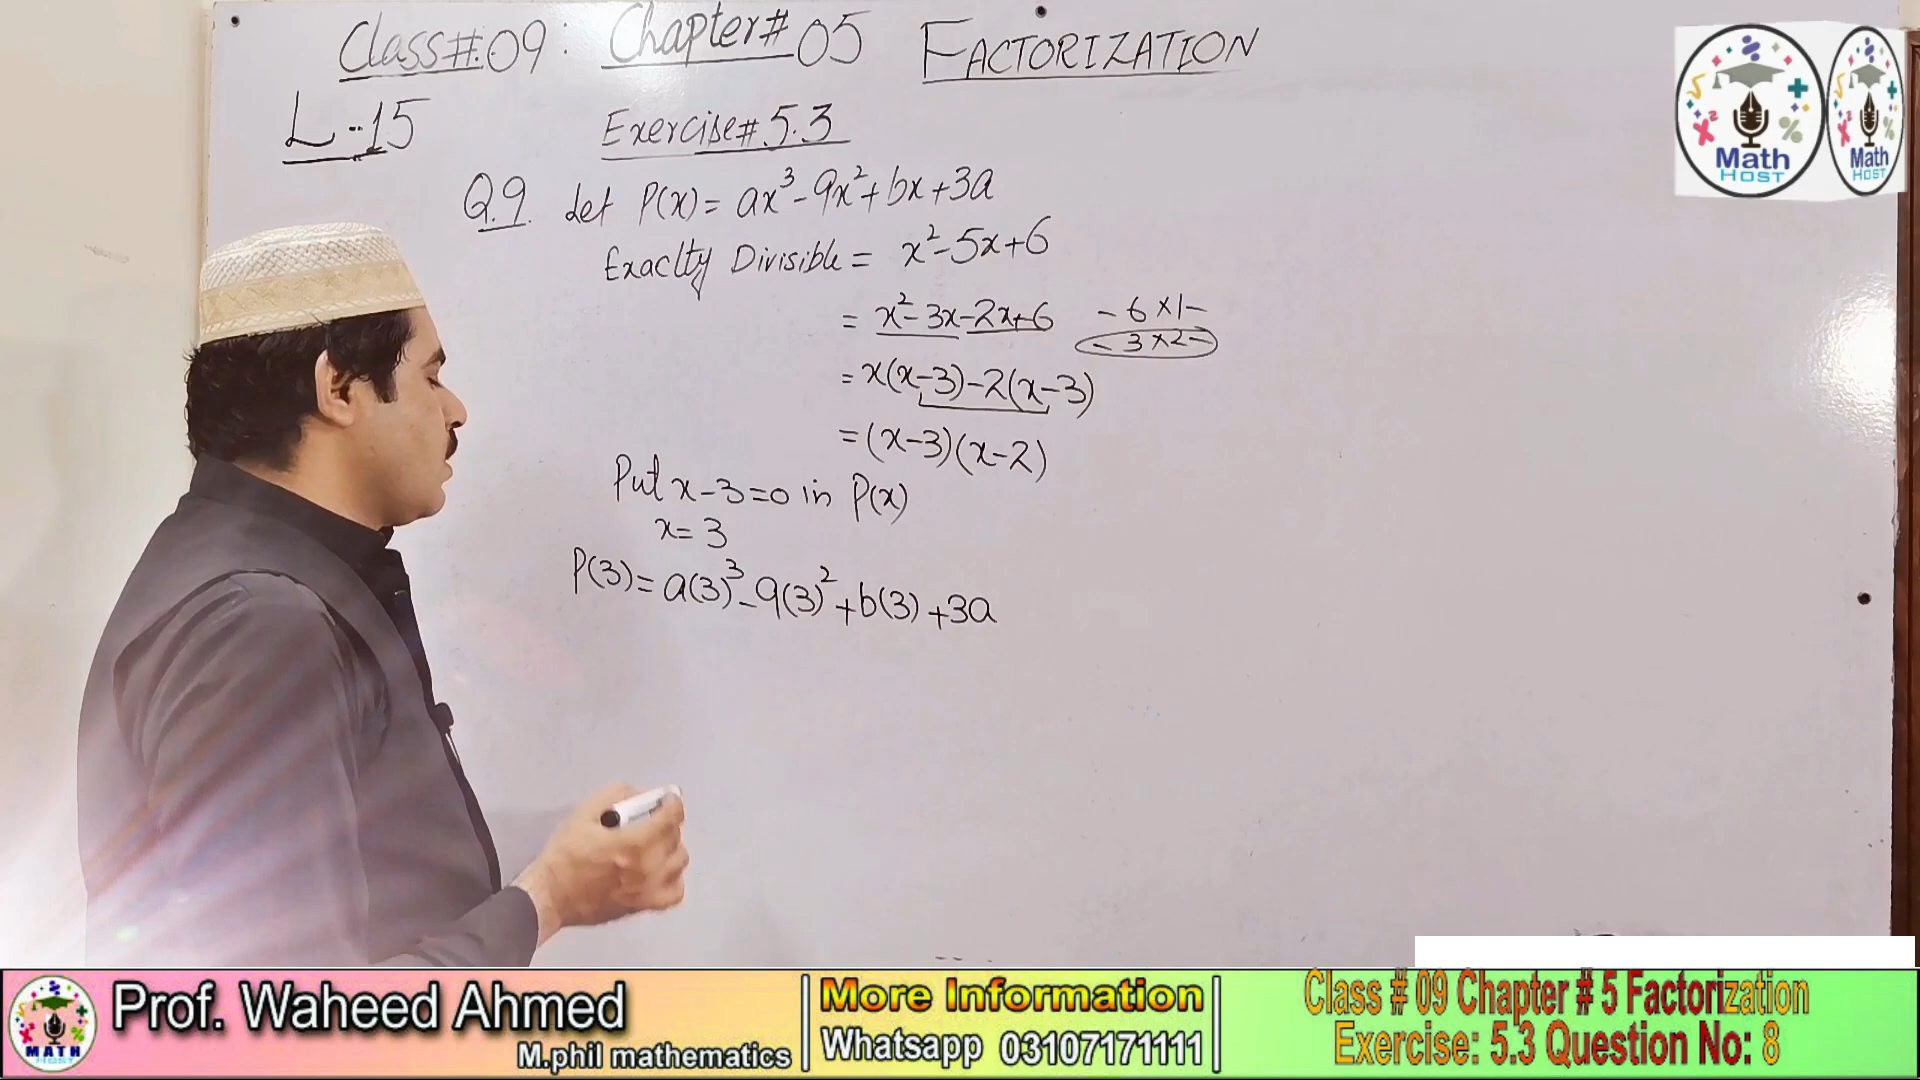 Class#:09: Chapter# 05 FACTORIZATION
L-15 Exercise# 5.3
Q.9. Let P(x) = ax³ - 9x² + bx + 3a
Exaclty Divisible = x² - 5x + 6
= x² - 3x - 2x + 6 - 6 × 1 -
- 3 × 2 -
= x(x-3) - 2(x-3)
= (x-3)(x-2)
Put x - 3 = 0 in P(x)
x = 3
P(3) = a(3)³ - 9(3)² + b(3) + 3a
Math
HOST
Math
HOST
MATH
HOST
Prof. Waheed Ahmed
M.phil mathematics
More Information
Whatsapp 03107171111
Class # 09 Chapter # 5 Factorization
Exercise: 5.3 Question No: 8